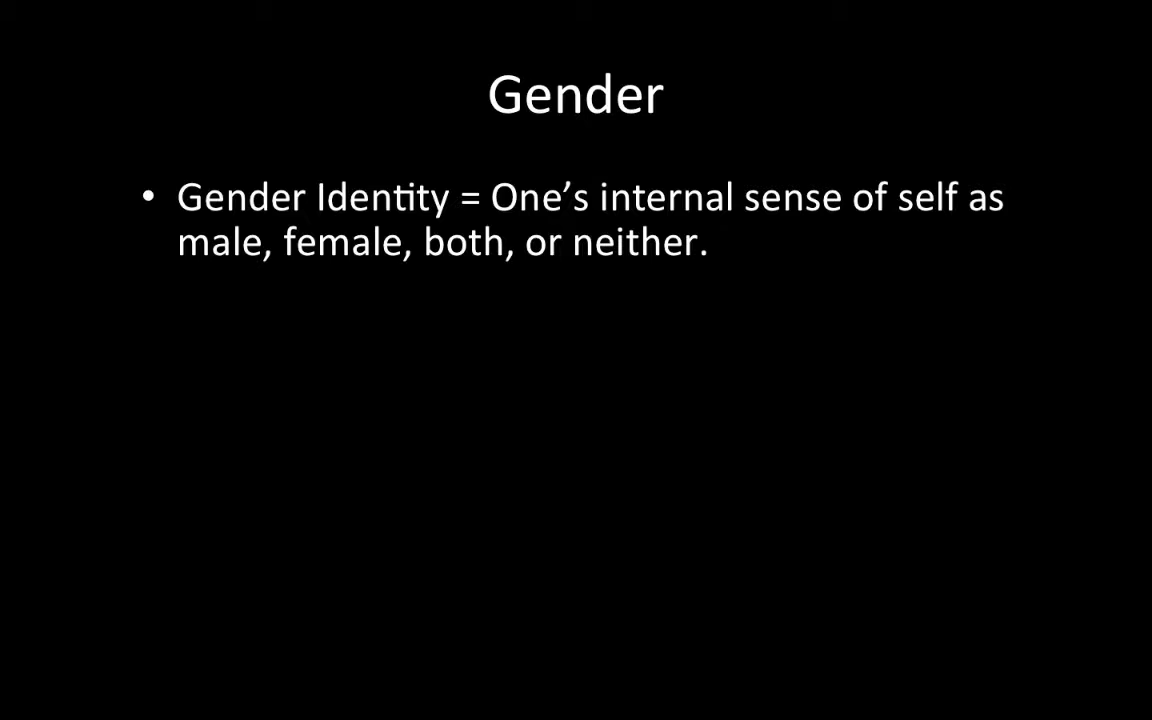 Gender
• Gender Identity = One’s internal sense of self as
male, female, both, or neither.